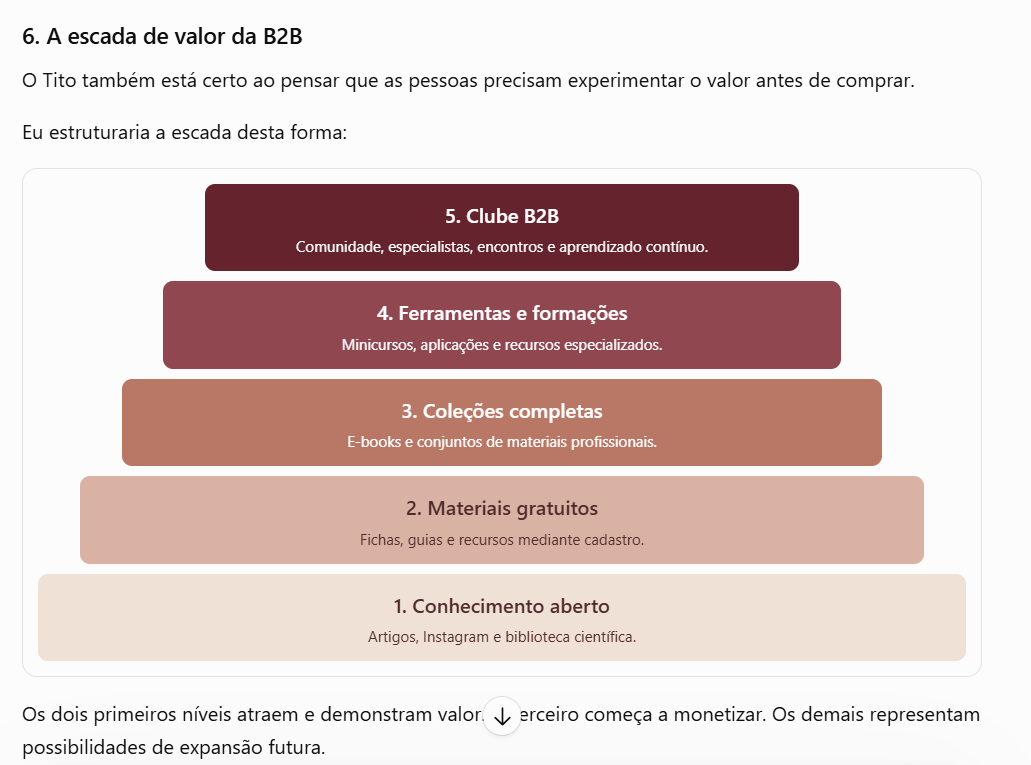 6. A escada de valor da B2B
O Tito também está certo ao pensar que as pessoas precisam experimentar o valor antes de comprar.
Eu estruturaria a escada desta forma:
5. Clube B2B
Comunidade, especialistas, encontros e aprendizado contínuo.
4. Ferramentas e formações
Minicursos, aplicações e recursos especializados.
3. Coleções completas
E-books e conjuntos de materiais profissionais.
2. Materiais gratuitos
Fichas, guias e recursos mediante cadastro.
1. Conhecimento aberto
Artigos, Instagram e biblioteca científica.
Os dois primeiros níveis atraem e demonstram valor. erceiro começa a monetizar. Os demais representam
possibilidades de expansão futura.